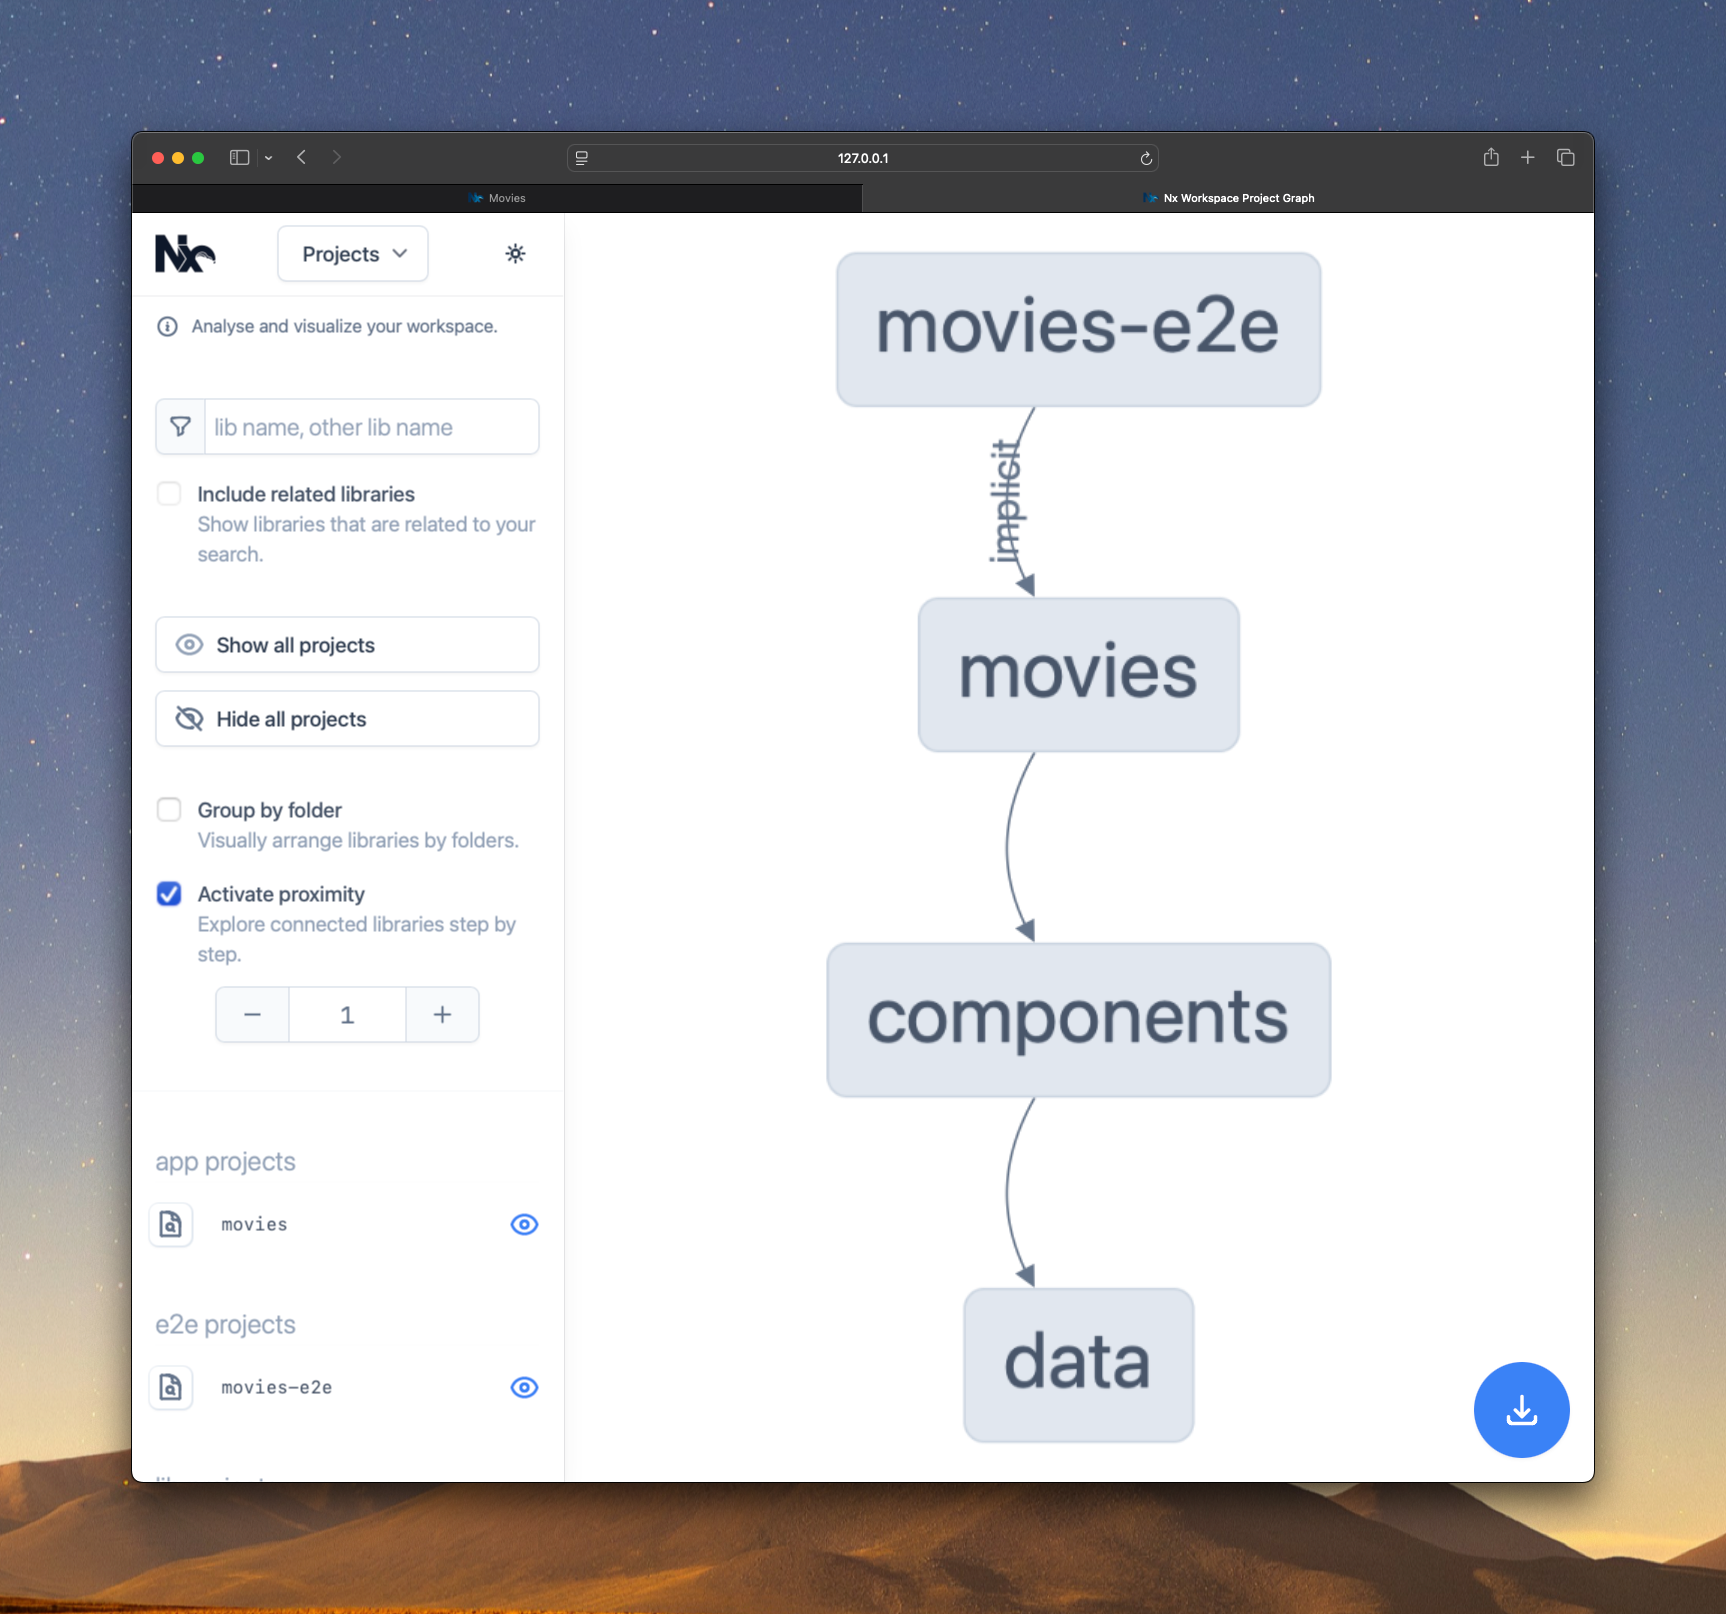 127.0.0.1
Movies
Nx Workspace Project Graph
Nx
Projects
Analyse and visualize your workspace.
lib name, other lib name
Include related libraries
Show libraries that are related to your
search.
Show all projects
Hide all projects
Group by folder
Visually arrange libraries by folders.
Activate proximity
Explore connected libraries step by
step.
1
app projects
movies
e2e projects
movies-e2e
movies-e2e
implicit
movies
components
data